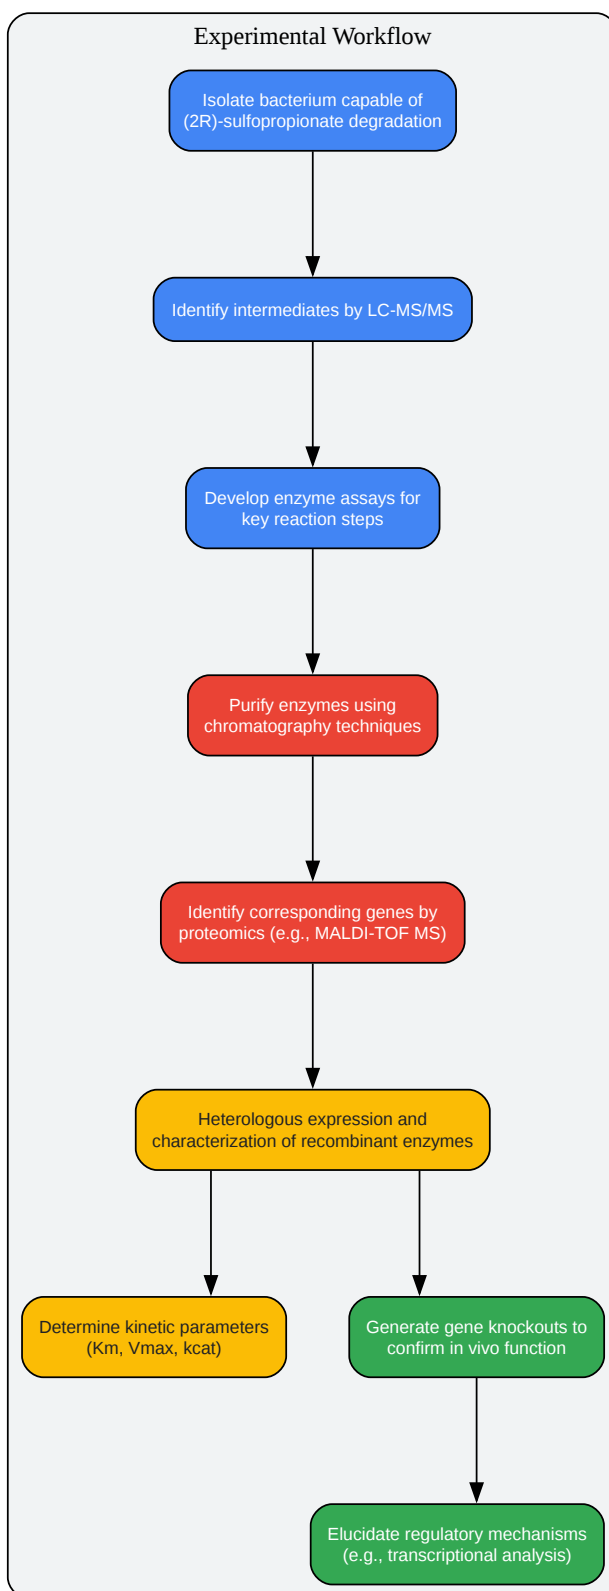 Experimental Workflow
Isolate bacterium capable of
(2R)-sulfopropionate degradation
Identify intermediates by LC-MS/MS
Develop enzyme assays for
key reaction steps
Purify enzymes using
chromatography techniques
Identify corresponding genes by
proteomics (e.g., MALDI-TOF MS)
Heterologous expression and
characterization of recombinant enzymes
Determine kinetic parameters
(Km, Vmax, kcat)
Generate gene knockouts to
confirm in vivo function
Elucidate regulatory mechanisms
(e.g., transcriptional analysis)